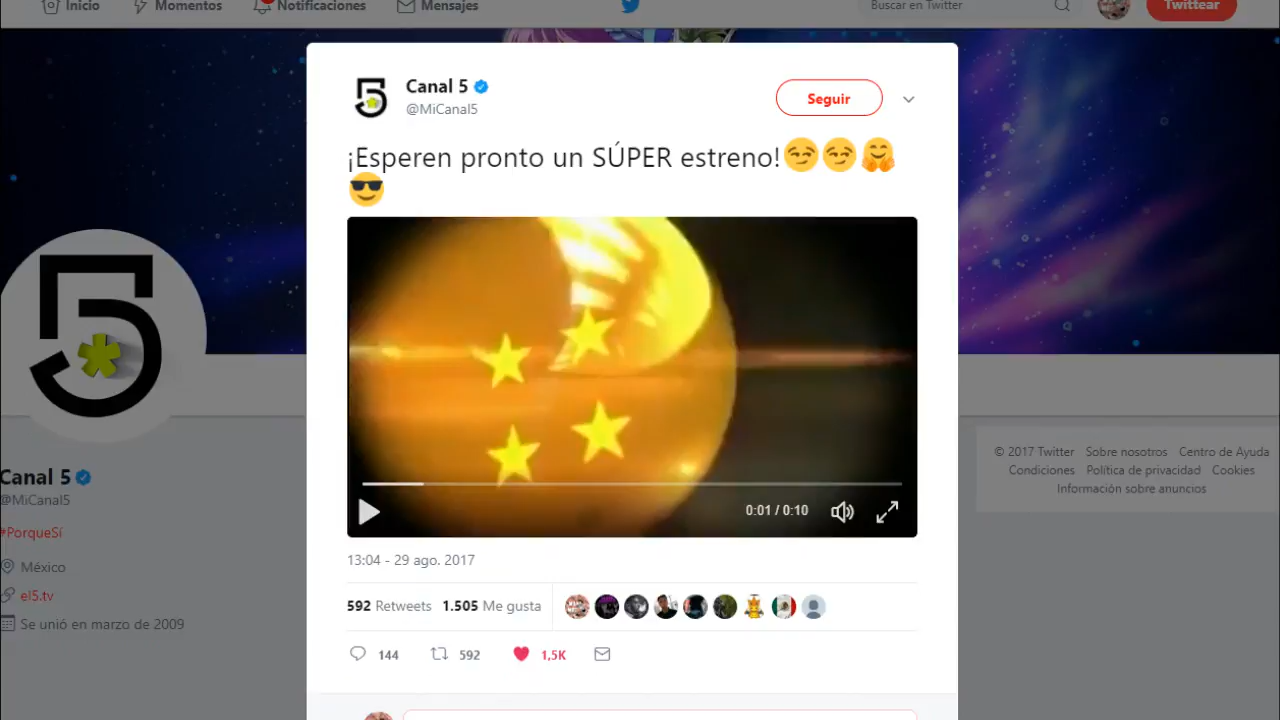 Inicio
Momentos
Notificaciones
Mensajes
Buscar en Twitter
Twittear
Canal 5
@MiCanal5
Seguir
¡Esperen pronto un SÚPER estreno!😏😏🤗
😎
0:01 / 0:10
13:04 - 29 ago. 2017
592 Retweets 1.505 Me gusta
144 592 1,5K
5
Canal 5
@MiCanal5
#PorqueSí
México
el5.tv
Se unió en marzo de 2009
© 2017 Twitter Sobre nosotros Centro de Ayuda
Condiciones Política de privacidad Cookies
Información sobre anuncios